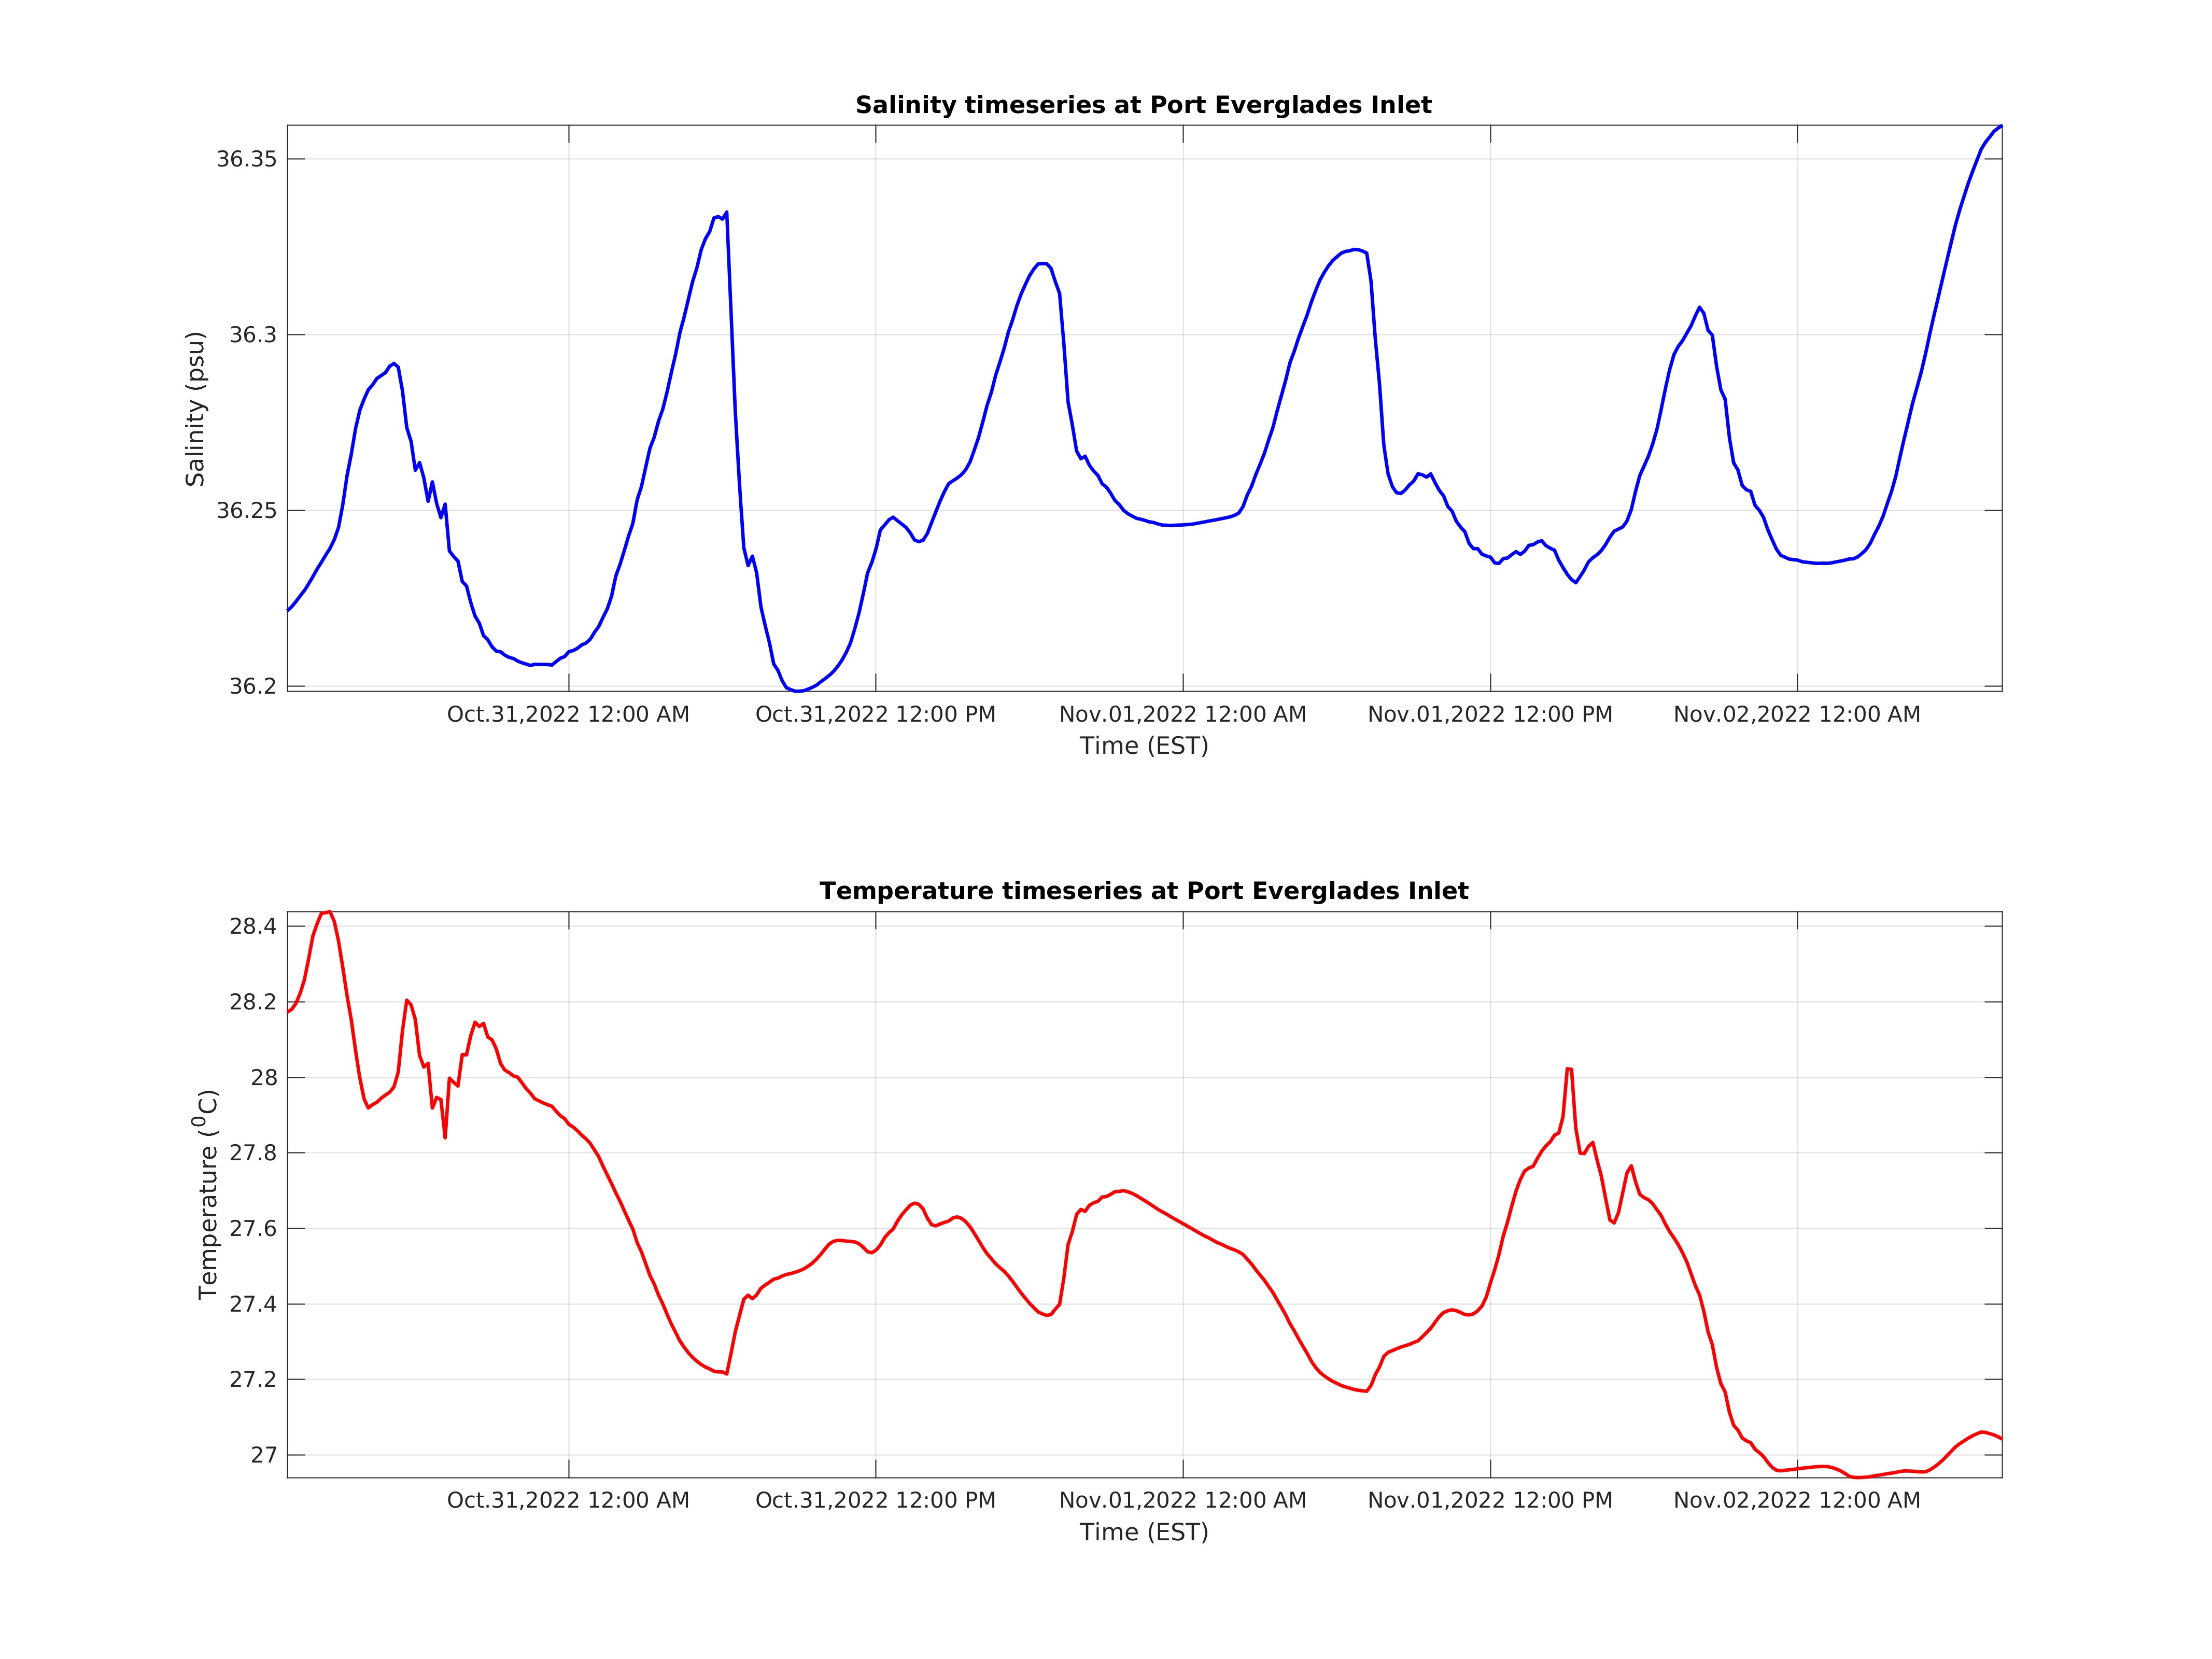 Salinity timeseries at Port Everglades Inlet
36.35
36.3
36.25
36.2
Salinity (psu)
Oct.31,2022 12:00 AM
Oct.31,2022 12:00 PM
Nov.01,2022 12:00 AM
Nov.01,2022 12:00 PM
Nov.02,2022 12:00 AM
Time (EST)
Temperature timeseries at Port Everglades Inlet
28.4
28.2
28
27.8
27.6
27.4
27.2
27
Temperature (⁰C)
Oct.31,2022 12:00 AM
Oct.31,2022 12:00 PM
Nov.01,2022 12:00 AM
Nov.01,2022 12:00 PM
Nov.02,2022 12:00 AM
Time (EST)